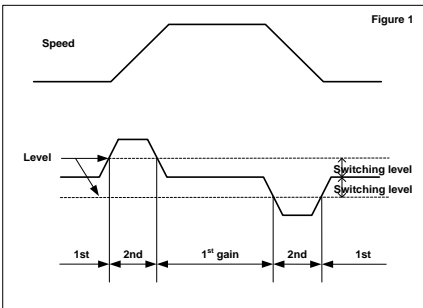 Figure 1
Speed
Level
Switching level
Switching level
1st
2nd
1st gain
2nd
1st